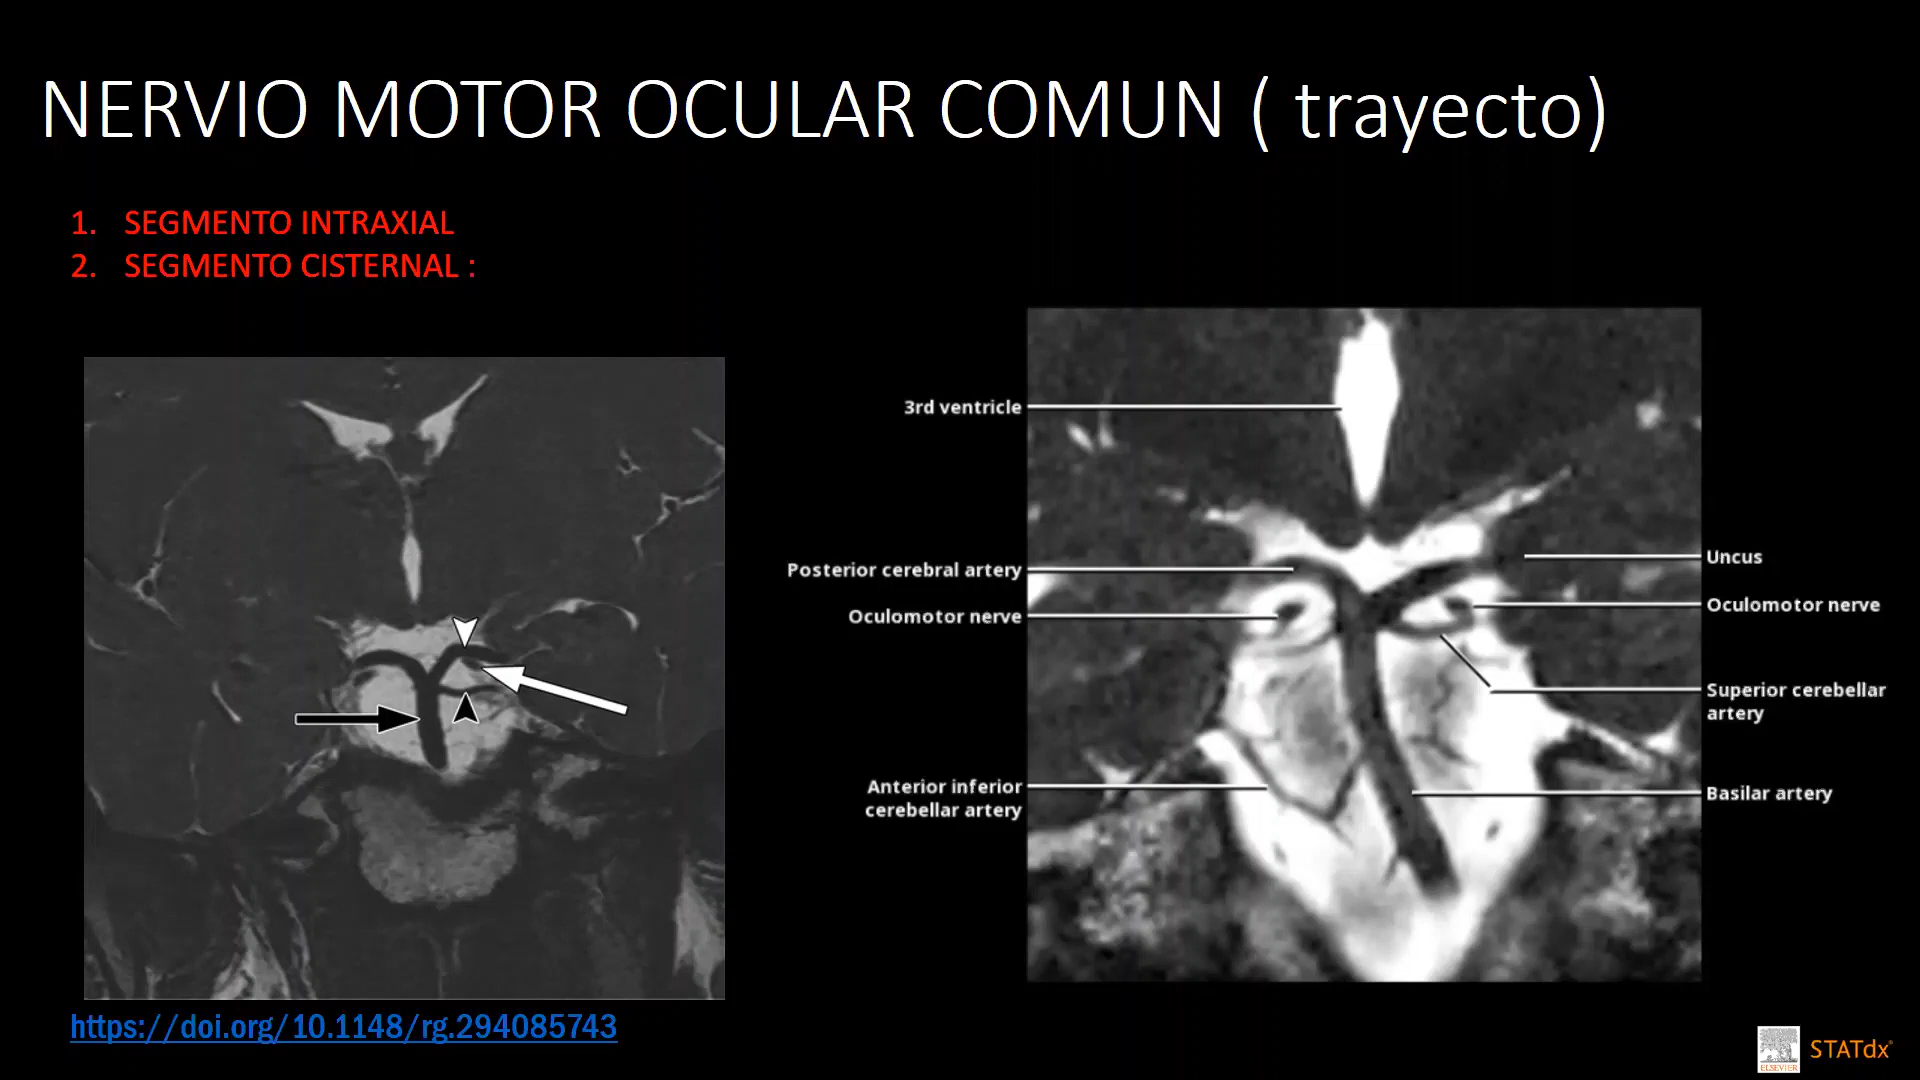 NERVIO MOTOR OCULAR COMUN ( trayecto)
1. SEGMENTO INTRAXIAL
2. SEGMENTO CISTERNAL :
3rd ventricle
Posterior cerebral artery
Oculomotor nerve
Anterior inferior
cerebellar artery
Uncus
Oculomotor nerve
Superior cerebellar
artery
Basilar artery
https://doi.org/10.1148/rg.294085743
ELSEVIER
STATdx®